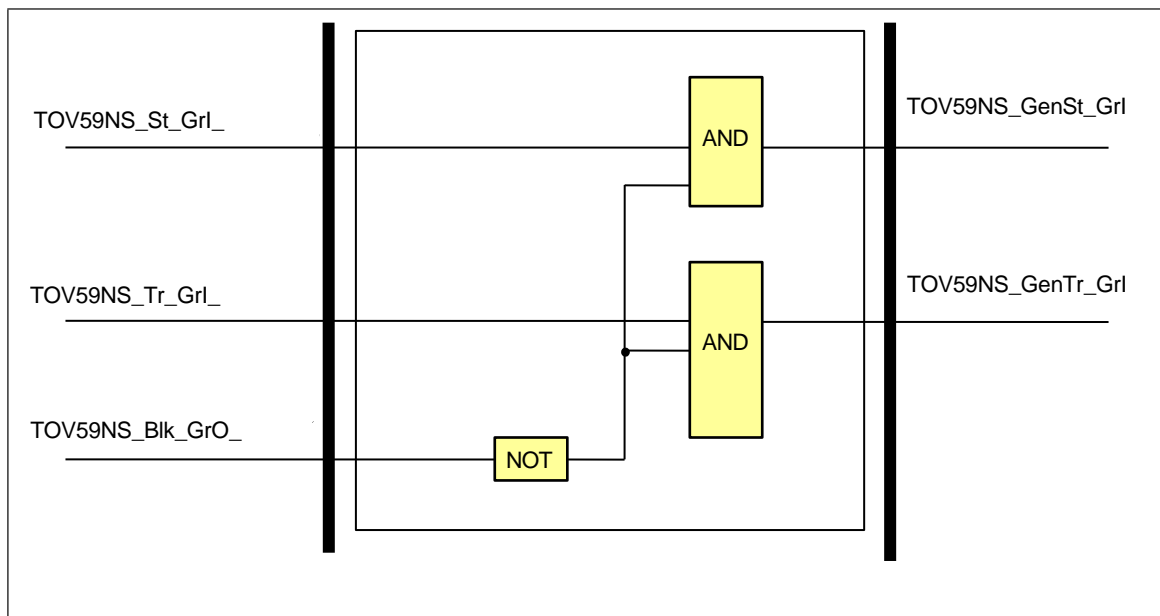 TOV59NS_St_GrI_
AND
TOV59NS_GenSt_GrI
TOV59NS_Tr_GrI_
AND
TOV59NS_GenTr_GrI
TOV59NS_Blk_GrO_
NOT